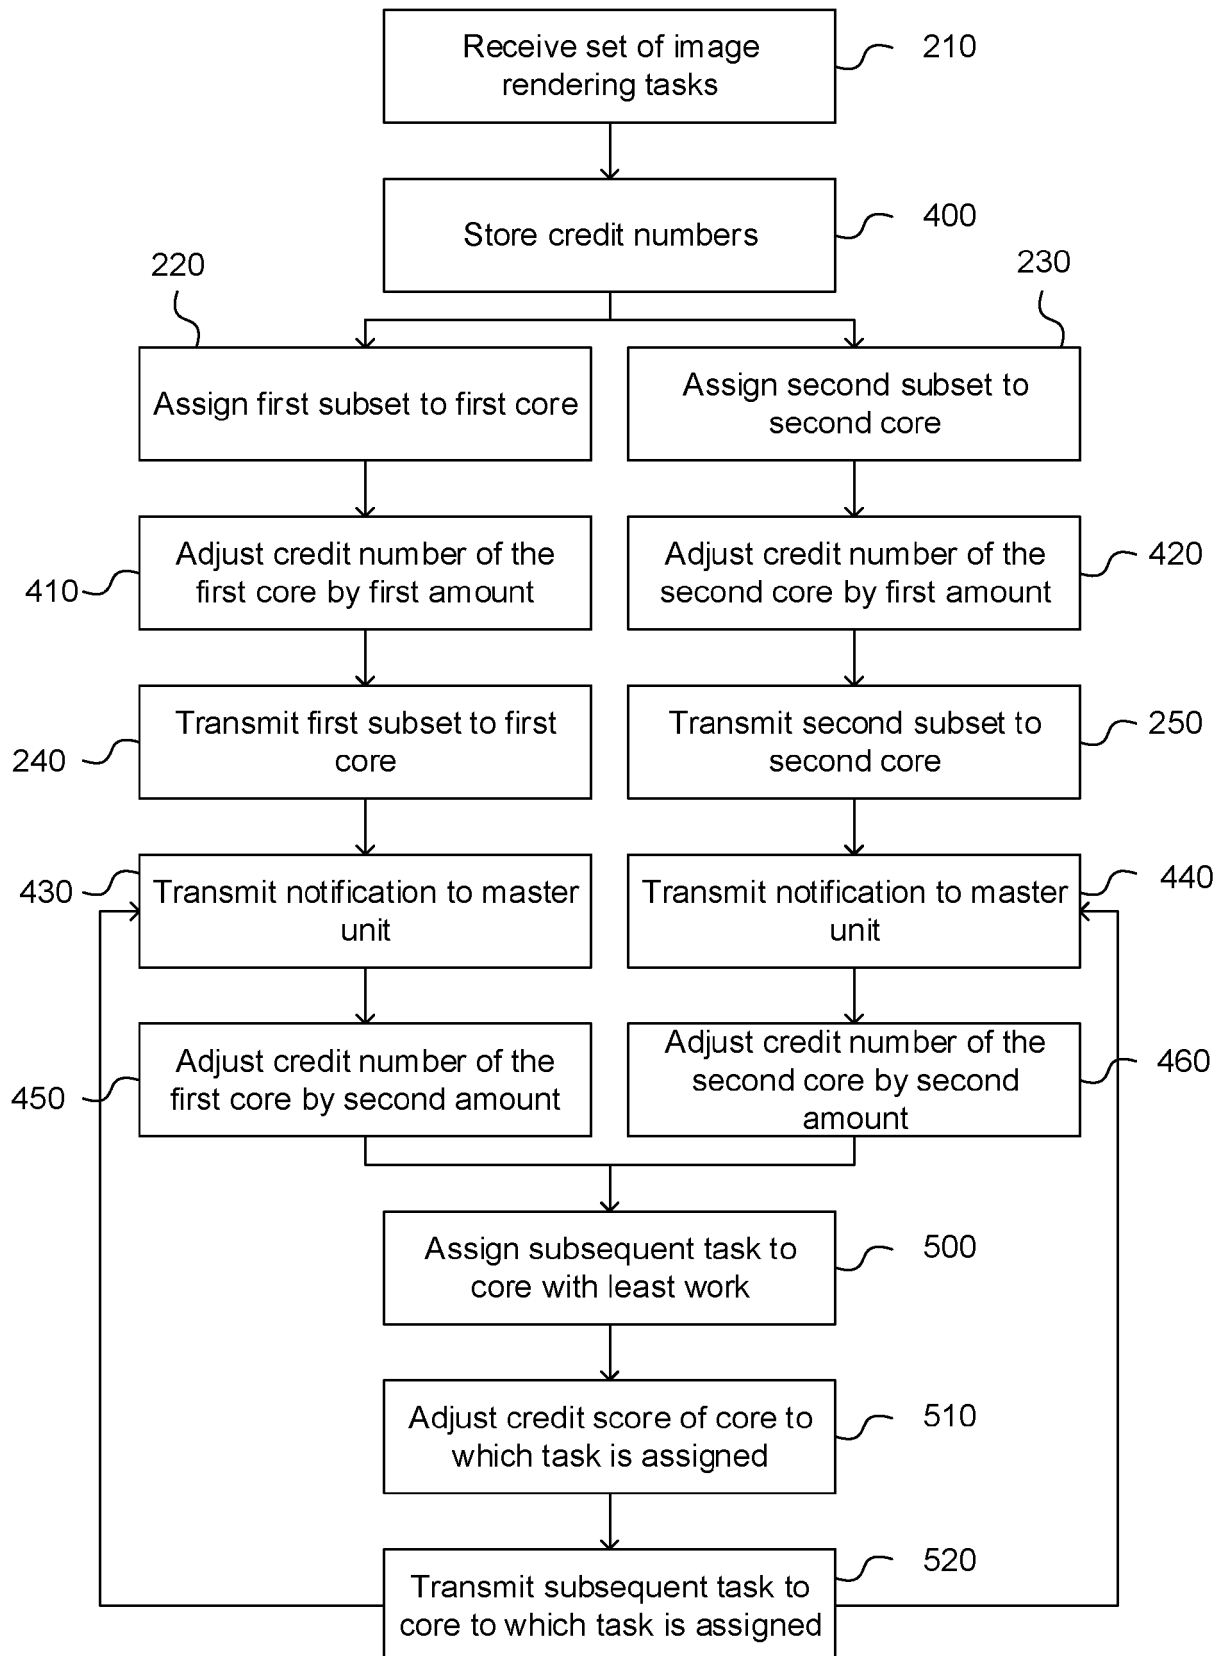 Receive set of image
rendering tasks
210
Store credit numbers
400
220
230
Assign first subset to first core
Assign second subset to
second core
Adjust credit number of the
first core by first amount
410
Adjust credit number of the
second core by first amount
420
Transmit first subset to first
core
240
Transmit second subset to
second core
250
Transmit notification to master
unit
430
Transmit notification to master
unit
440
Adjust credit number of the
first core by second amount
450
Adjust credit number of the
second core by second
amount
460
Assign subsequent task to
core with least work
500
Adjust credit score of core to
which task is assigned
510
Transmit subsequent task to
core to which task is assigned
520